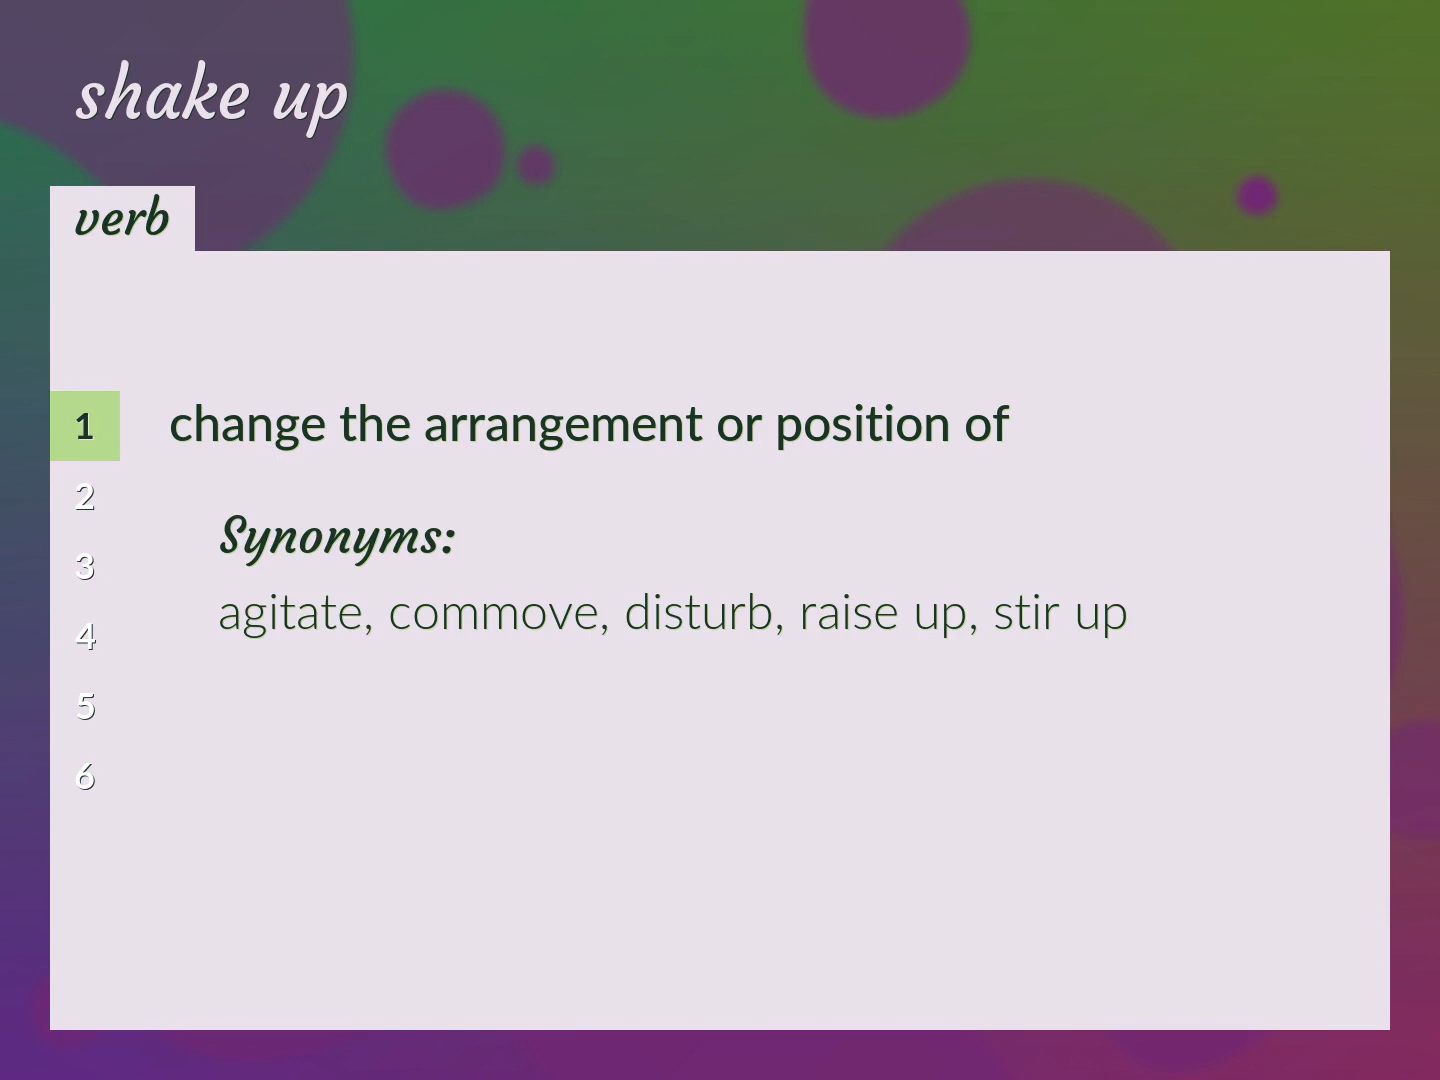 shake up
verb
1 change the arrangement or position of
2
Synonyms:
3
agitate, commove, disturb, raise up, stir up
4
5
6